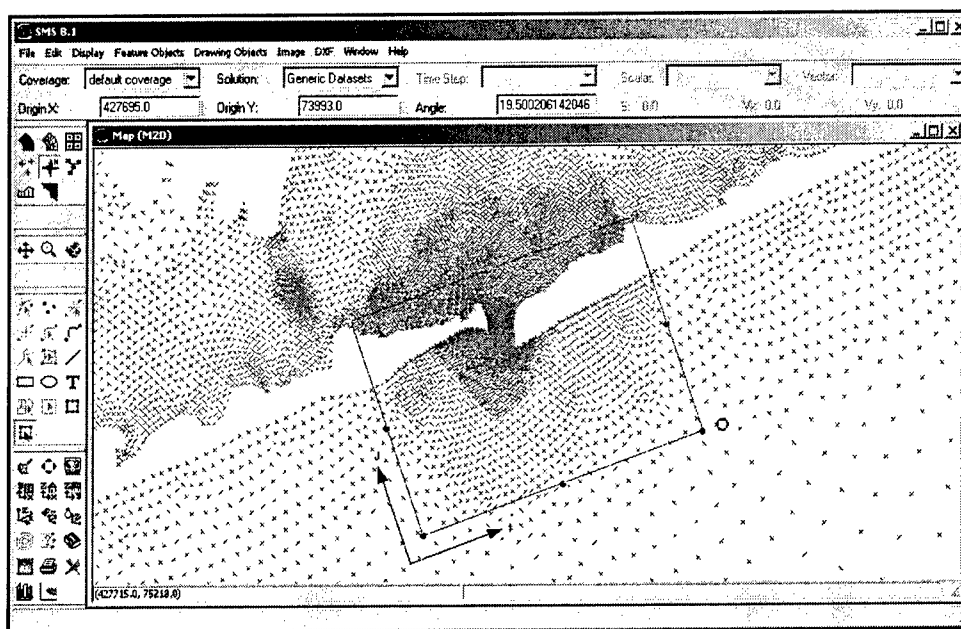 SMS 8.1
File Edit Display Feature Objects Drawing Objects Image DXF Window Help
Coverage: default coverage Solution: Generic Datasets Time Step: Scalar: Vector:
Origin X: 427695.0 Origin Y: 73993.0 Angle: 19.500206142046 S: 0.0 Vx: 0.0 Vy: 0.0
Map (M2D)
T
J
I
(427715.0, 75218.0)